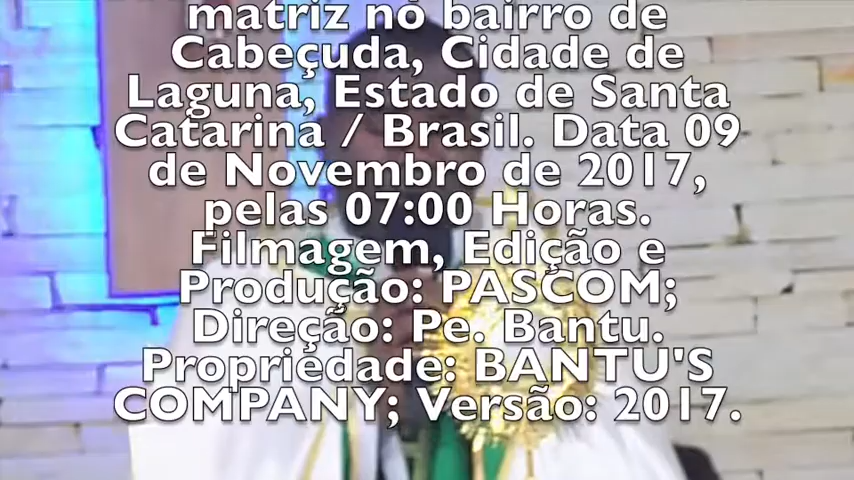 matriz no bairro de
Cabeçuda, Cidade de
Laguna, Estado de Santa
Catarina / Brasil. Data 09
de Novembro de 2017,
pelas 07:00 Horas.
Filmagem, Edição e
Produção: PASCOM;
Direção: Pe. Bantu.
Propriedade: BANTU'S
COMPANY; Versão: 2017.